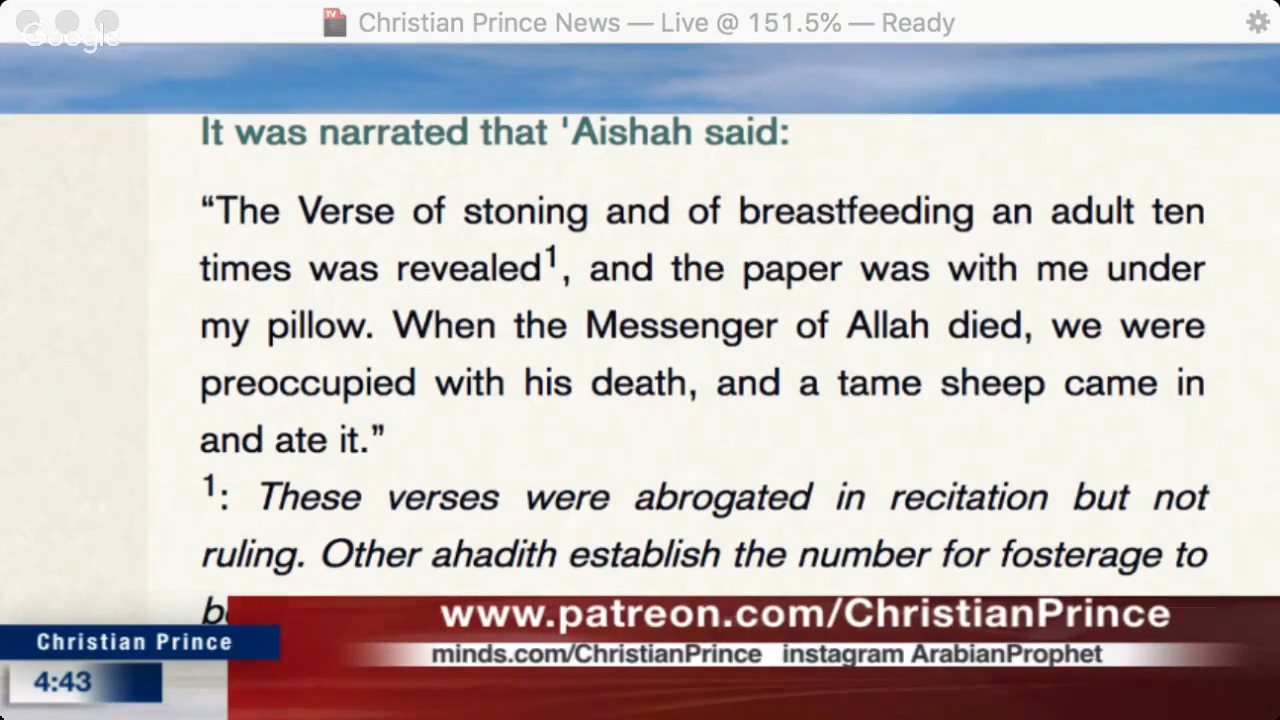 Christian Prince News — Live @ 151.5% — Ready
Google
It was narrated that 'Aishah said:
“The Verse of stoning and of breastfeeding an adult ten
times was revealed¹, and the paper was with me under
my pillow. When the Messenger of Allah died, we were
preoccupied with his death, and a tame sheep came in
and ate it.”
¹: These verses were abrogated in recitation but not
ruling. Other ahadith establish the number for fosterage to
www.patreon.com/ChristianPrince
Christian Prince
minds.com/ChristianPrince instagram ArabianProphet
4:43